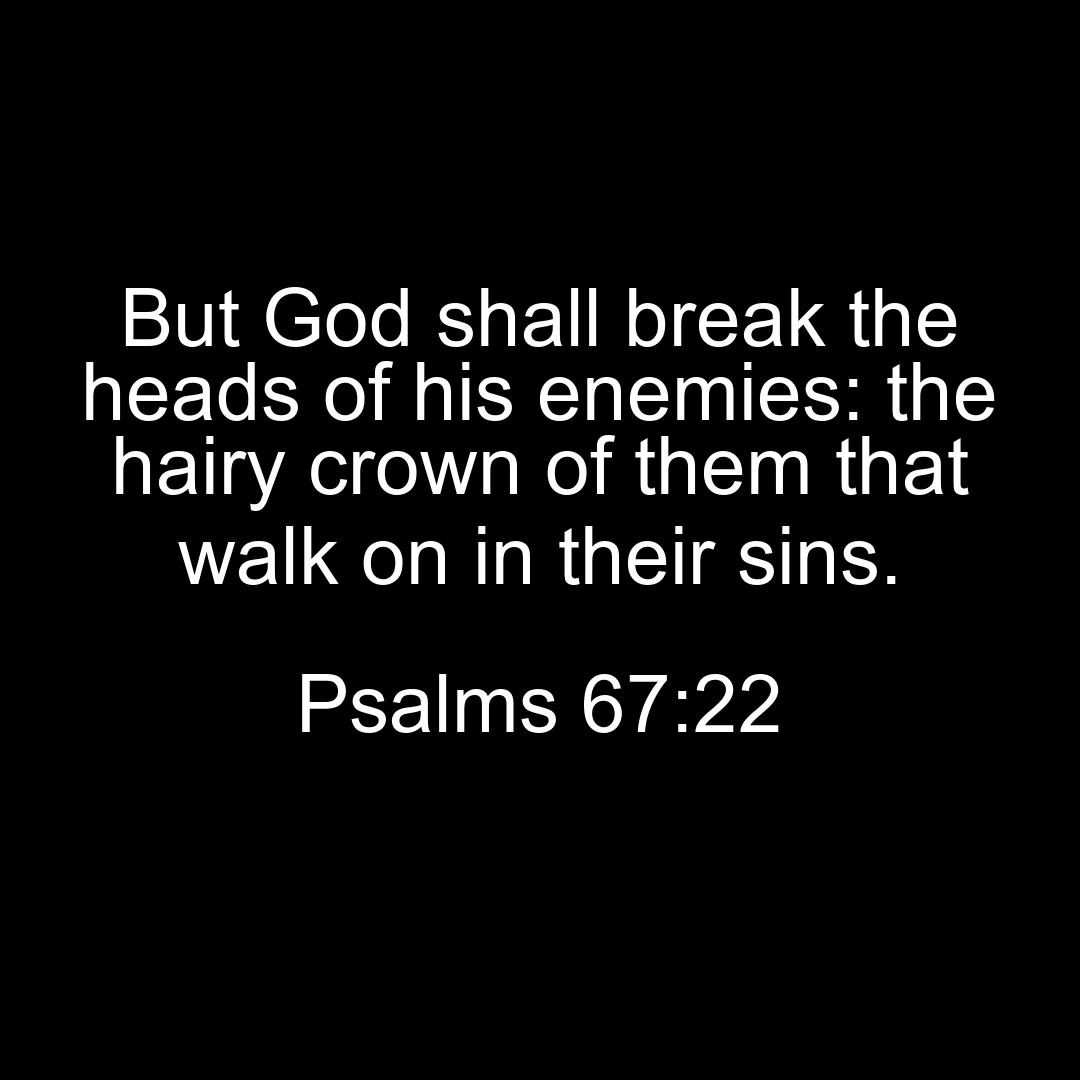 But God shall break the
heads of his enemies: the
hairy crown of them that
walk on in their sins.
Psalms 67:22